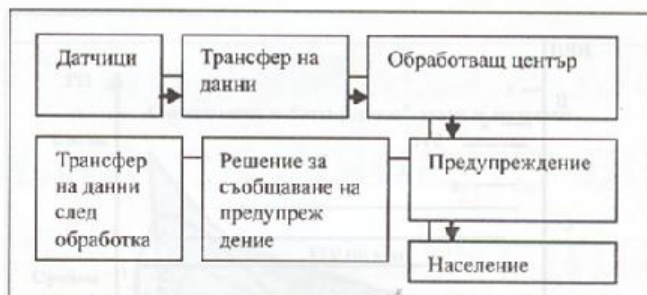 Датчици
Трансфер на
данни
Обработващ център
Трансфер
на данни
след
обработка
Решение за
съобщаване на
предупреж
дение
Предупреждение
Население